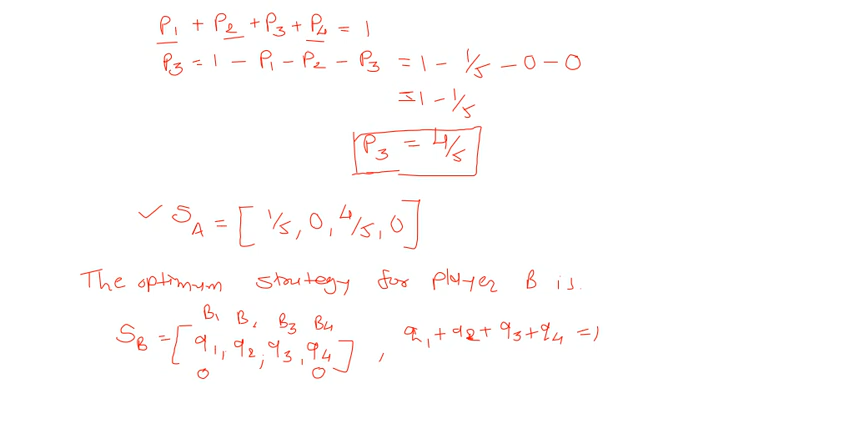 P1 + P2 + P3 + P4 = 1
P3 = 1 - P1 - P2 - P3 = 1 - 1/5 - 0 - 0
= 1 - 1/5
P3 = 4/5
✓ SA = [ 1/5, 0, 4/5, 0 ]
The optimum strategy for player B is.
B1 B2 B3 B4
SB = [ q1, q2, q3, q4 ] , q1 + q2 + q3 + q4 = 1
0 0